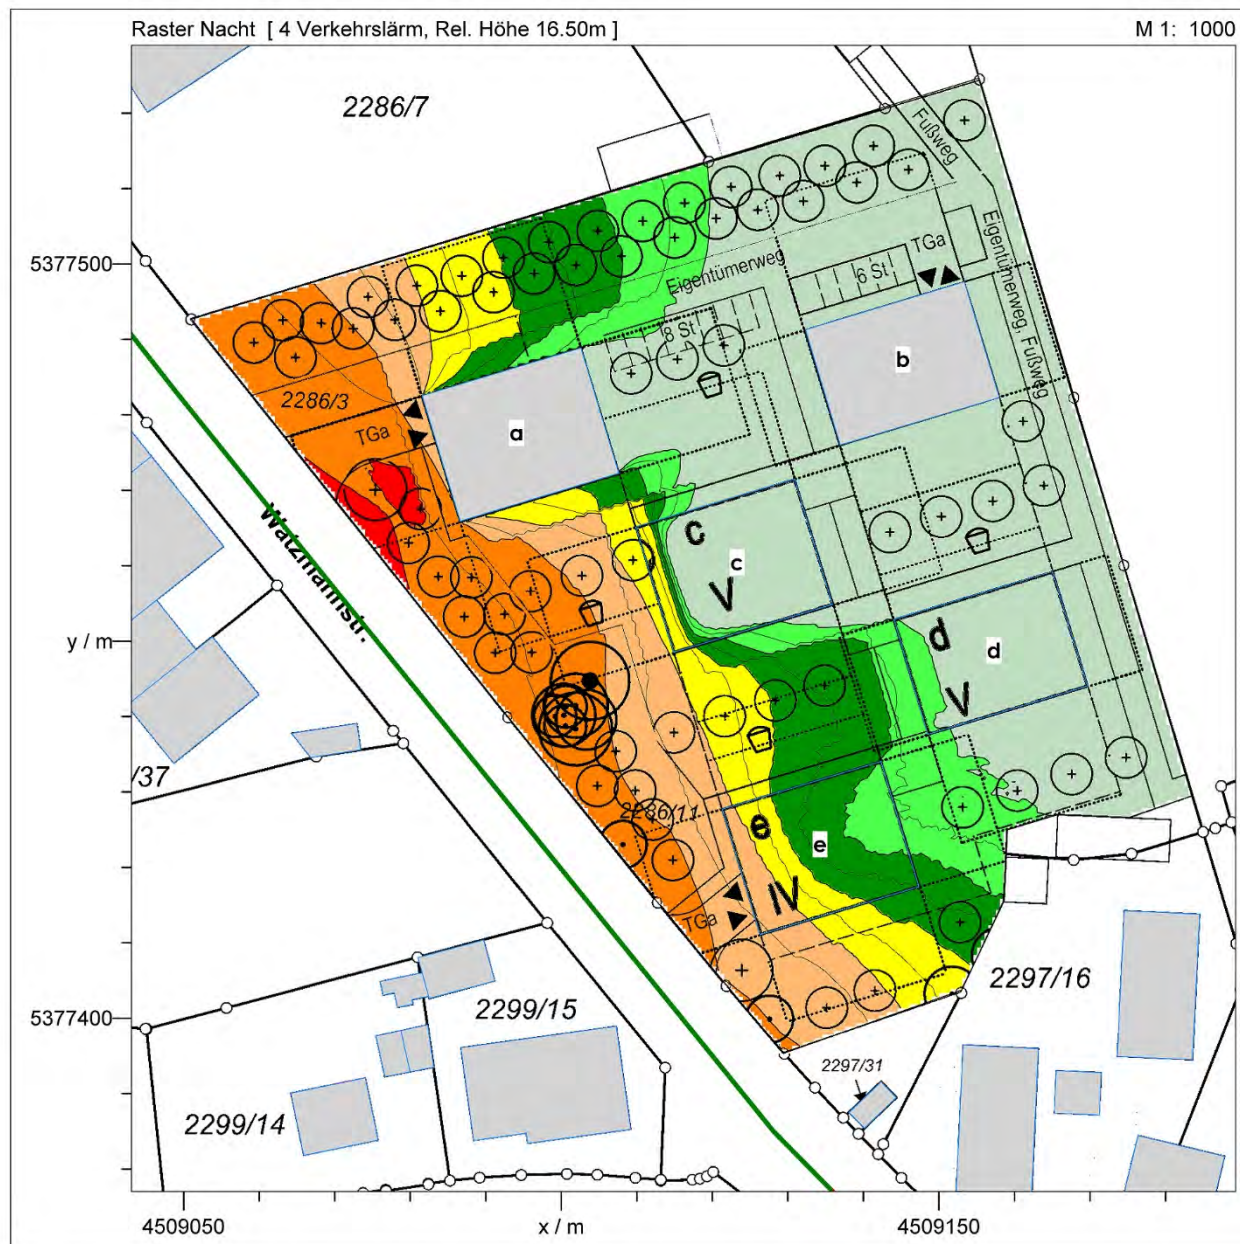 Raster Nacht [ 4 Verkehrslärm, Rel. Höhe 16.50m ]
M 1: 1000
2286/7
Fußweg
TGa
Eigentümerweg
6 St
Eigentümerweg, Fußweg
5377500
8 St
b
2286/3
TGa
a
Watzmannstr.
c
c
V
y / m
d
d
V
/37
2286/11
e
e
IV
TGa
2297/16
2299/15
5377400
2297/31
2299/14
4509050
x / m
4509150